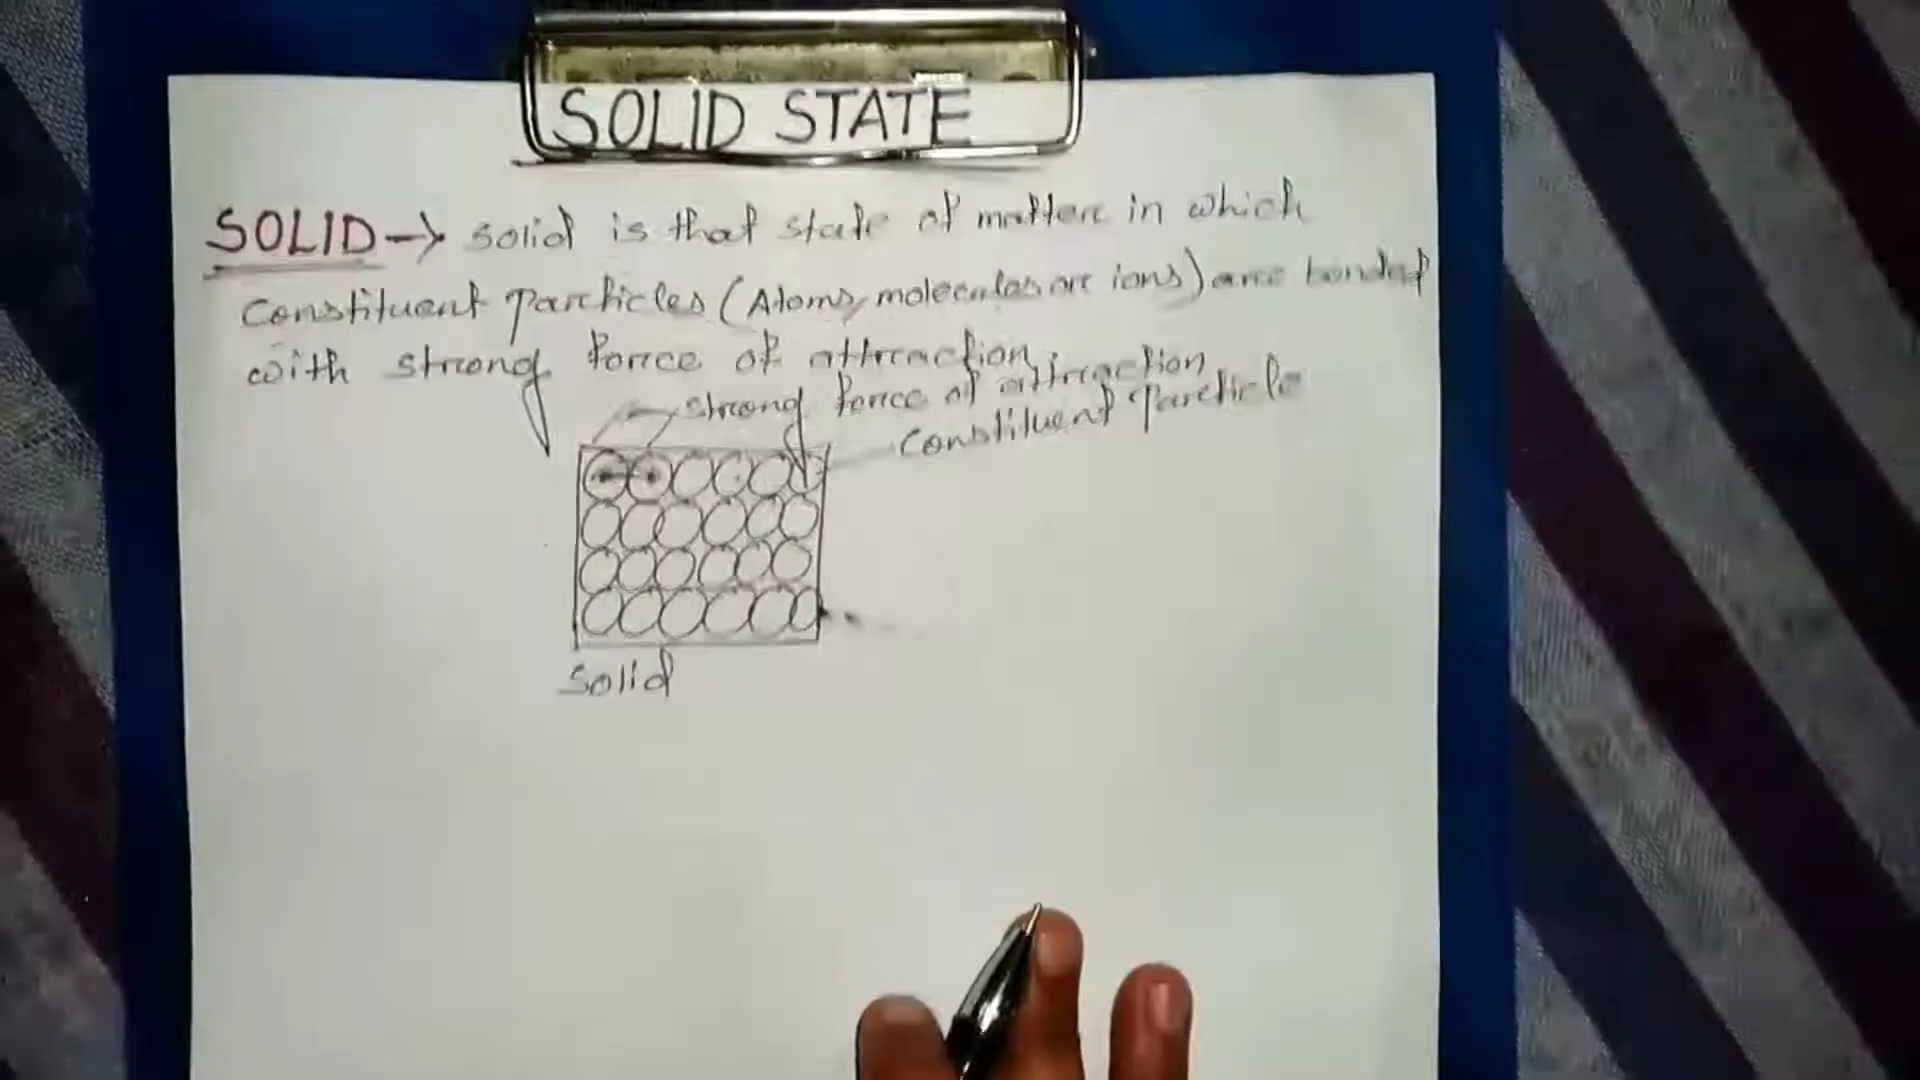 SOLID STATE
SOLID → solid is that state of matter in which
constituent particles (Atoms, molecules or ions) are bonded
with strong force of attraction.
strong force of attraction
constituent particle
solid